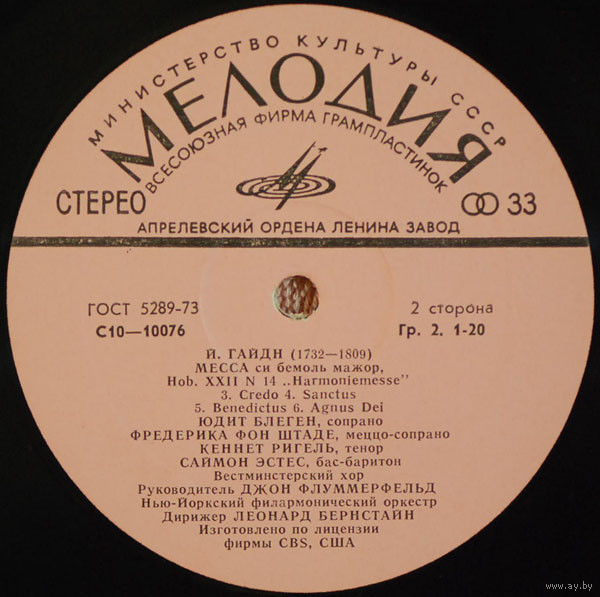 МИНИСТЕРСТВО КУЛЬТУРЫ СССР
МЕЛОДИЯ
ВСЕСОЮЗНАЯ ФИРМА ГРАМПЛАСТИНОК
СТЕРЕО
33
АПРЕЛЕВСКИЙ ОРДЕНА ЛЕНИНА ЗАВОД
ГОСТ 5289-73
2 сторона
С10—10076
Гр. 2. 1-20
Й. ГАЙДН (1732—1809)
МЕССА си бемоль мажор,
Hob. XXII N 14 „Harmoniemesse"
3. Credo 4. Sanctus
5. Benedictus 6. Agnus Dei
ЮДИТ БЛЕГЕН, сопрано
ФРЕДЕРИКА ФОН ШТАДЕ, меццо-сопрано
КЕННЕТ РИГЕЛЬ, тенор
САЙМОН ЭСТЕС, бас-баритон
Вестминстерский хор
Руководитель ДЖОН ФЛУММЕРФЕЛЬД
Нью-Йоркский филармонический оркестр
Дирижер ЛЕОНАРД БЕРНСТАЙН
Изготовлено по лицензии
фирмы CBS, США
www.ay.by